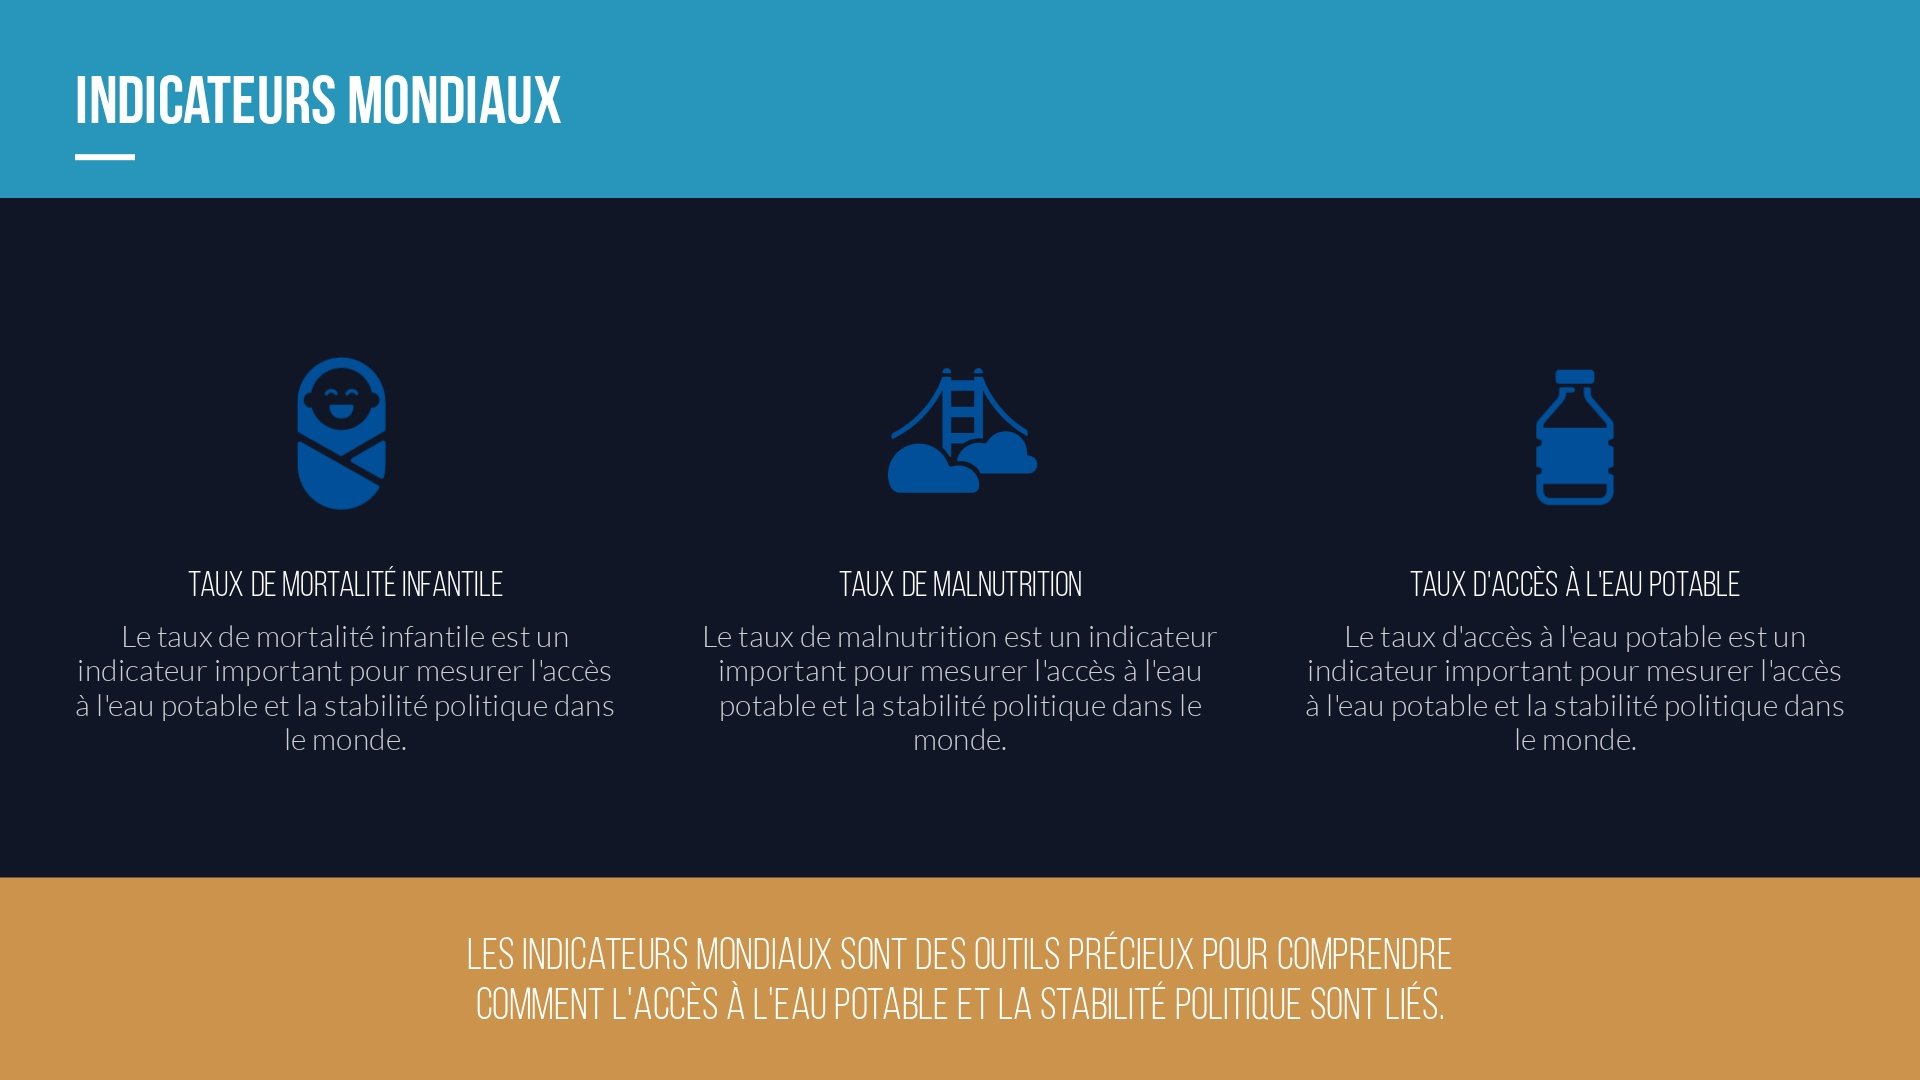 INDICATEURS MONDIAUX
TAUX DE MORTALITÉ INFANTILE
Le taux de mortalité infantile est un
indicateur important pour mesurer l'accès
à l'eau potable et la stabilité politique dans
le monde.
TAUX DE MALNUTRITION
Le taux de malnutrition est un indicateur
important pour mesurer l'accès à l'eau
potable et la stabilité politique dans le
monde.
TAUX D'ACCÈS À L'EAU POTABLE
Le taux d'accès à l'eau potable est un
indicateur important pour mesurer l'accès
à l'eau potable et la stabilité politique dans
le monde.
LES INDICATEURS MONDIAUX SONT DES OUTILS PRÉCIEUX POUR COMPRENDRE
COMMENT L'ACCÈS À L'EAU POTABLE ET LA STABILITÉ POLITIQUE SONT LIÉS.